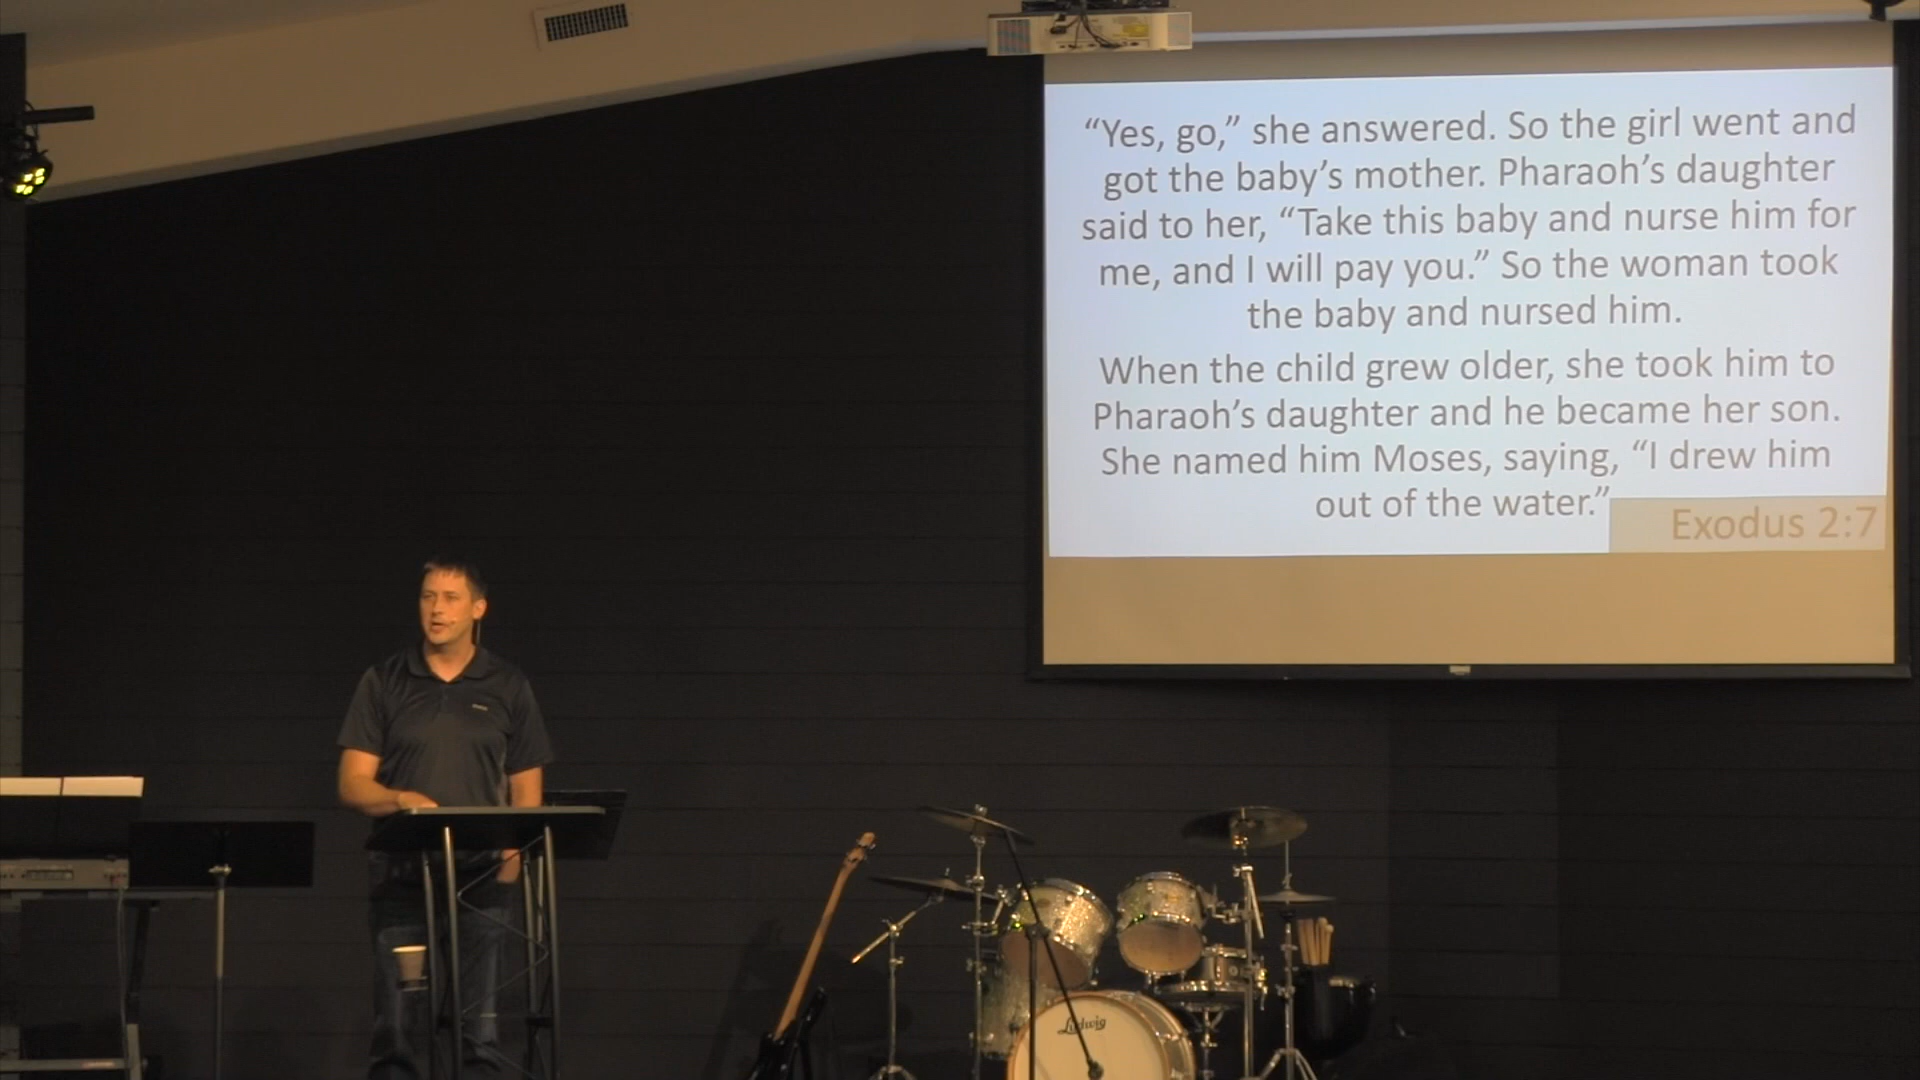 “Yes, go,” she answered. So the girl went and
got the baby’s mother. Pharaoh’s daughter
said to her, “Take this baby and nurse him for
me, and I will pay you.” So the woman took
the baby and nursed him.
When the child grew older, she took him to
Pharaoh’s daughter and he became her son.
She named him Moses, saying, “I drew him
out of the water.”
Exodus 2:7
Ludwig